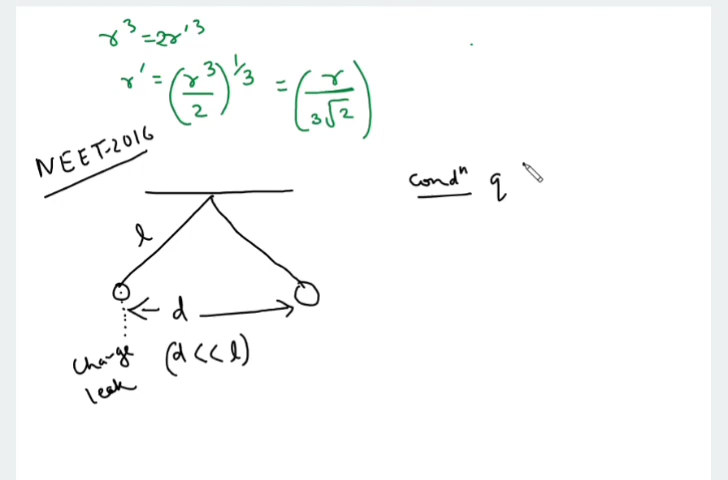 r³ = 2r'³
r' = (r³/2)^1/3 = (r/3√2)
NEET-2016
condⁿ q
l
d
charge (d << l)
leak